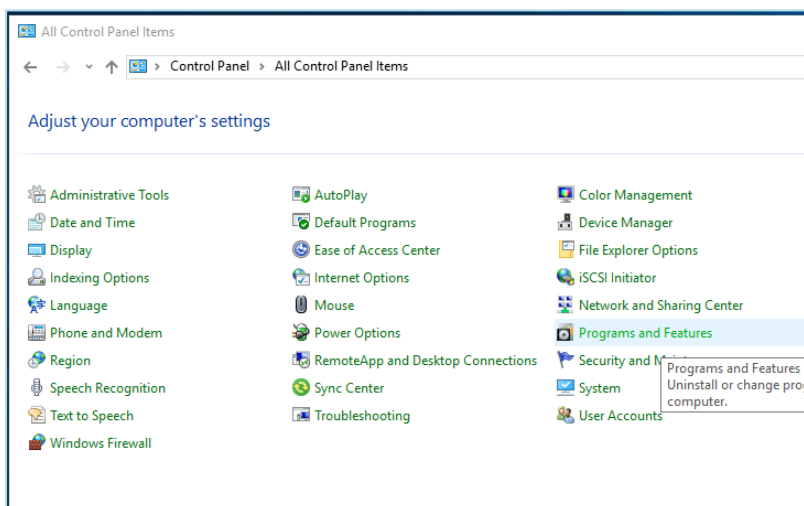 All Control Panel Items
Control Panel > All Control Panel Items
Adjust your computer's settings
Administrative Tools
AutoPlay
Color Management
Date and Time
Default Programs
Device Manager
Display
Ease of Access Center
File Explorer Options
Indexing Options
Internet Options
iSCSI Initiator
Language
Mouse
Network and Sharing Center
Phone and Modem
Power Options
Programs and Features
Region
RemoteApp and Desktop Connections
Security and
Programs and Features
Uninstall or change
computer.
Speech Recognition
Sync Center
System
Text to Speech
Troubleshooting
User Accounts
Windows Firewall